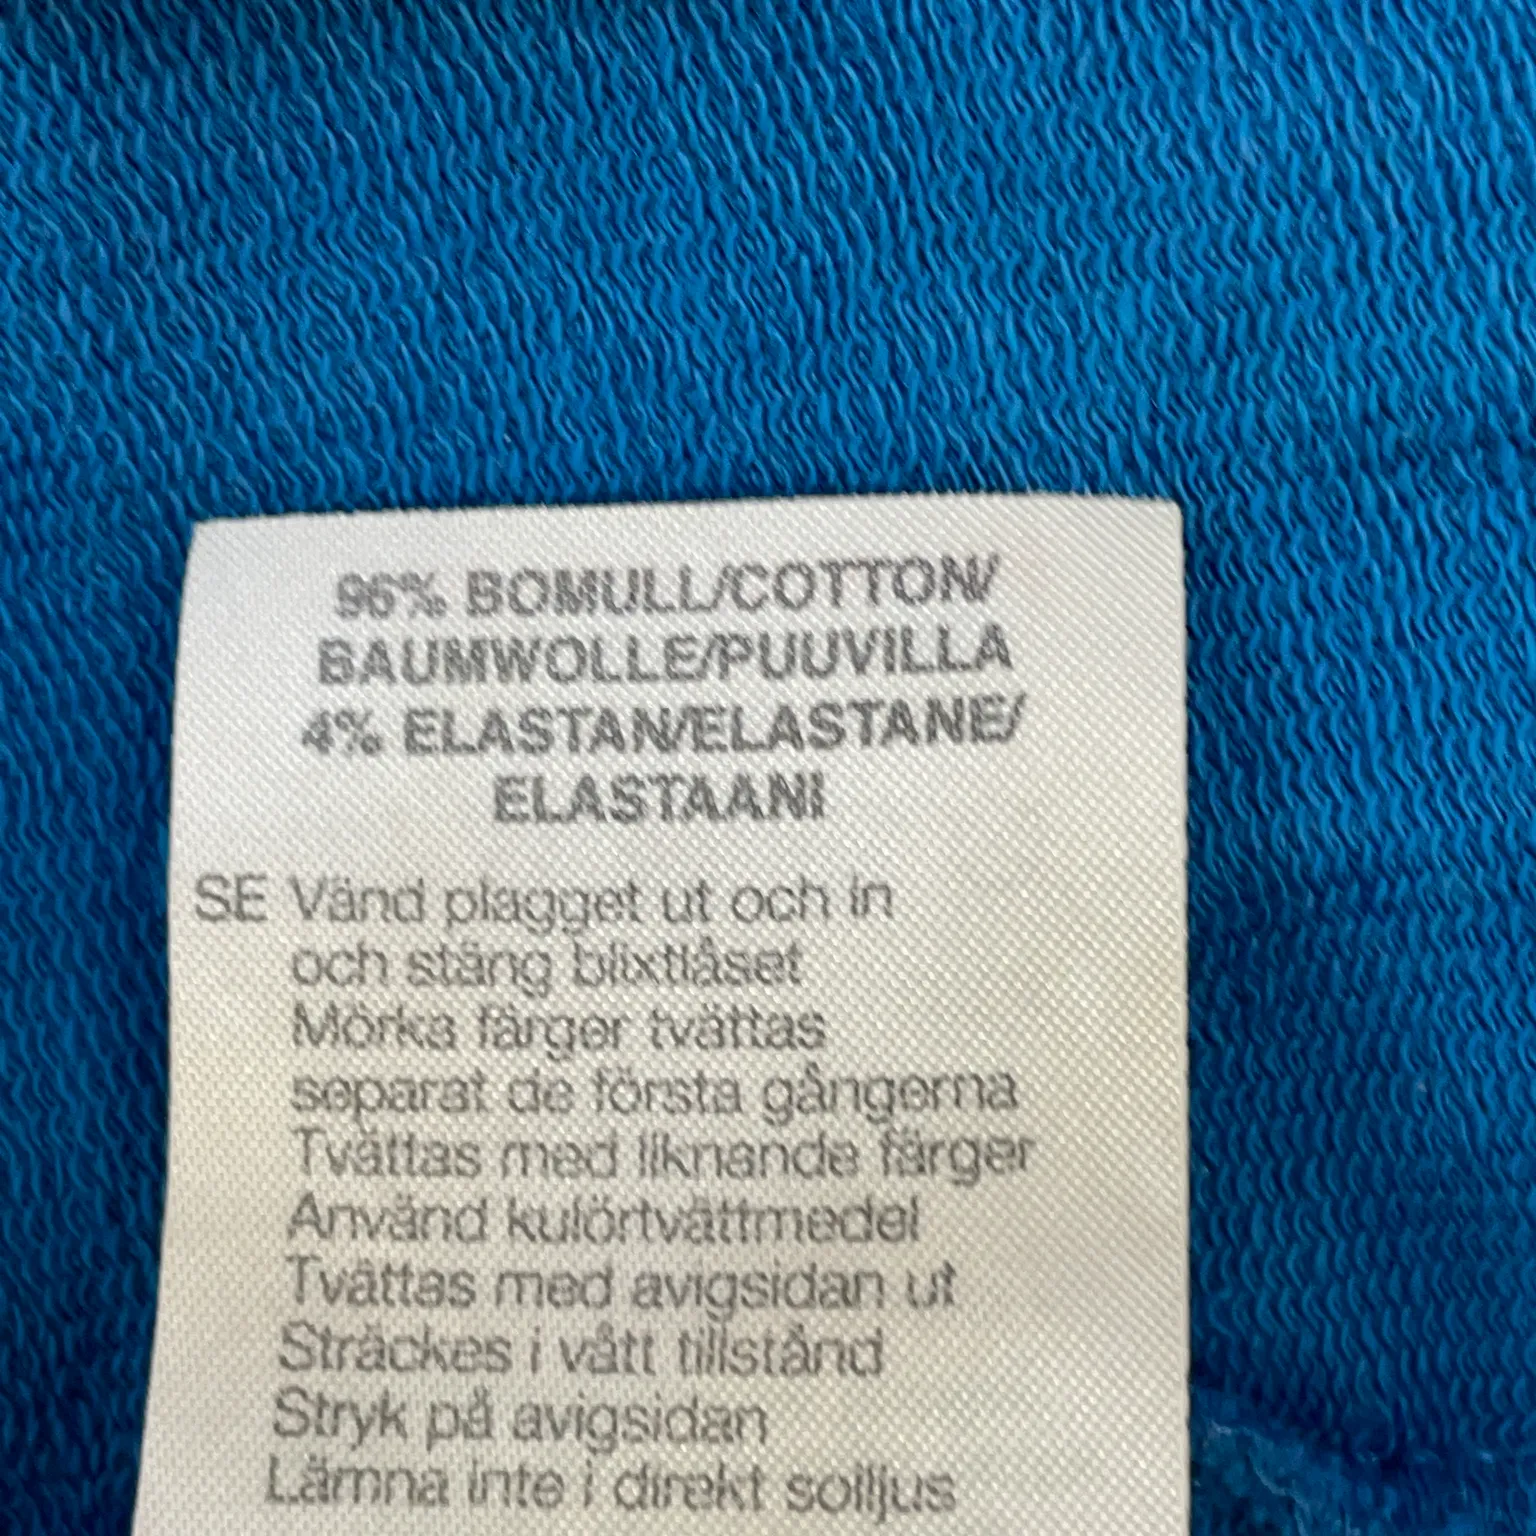 96% BOMULL/COTTON/
BAUMWOLLE/PUUVILLA
4% ELASTAN/ELASTANE/
ELASTAANI
SE Vänd plagget ut och in
och stäng blixtlåset
Mörka färger tvättas
separat de första gångerna
Tvättas med liknande färger
Använd kulörtvättmedel
Tvättas med avigsidan ut
Sträckes i vått tillstånd
Stryk på avigsidan
Lämna inte i direkt solljus